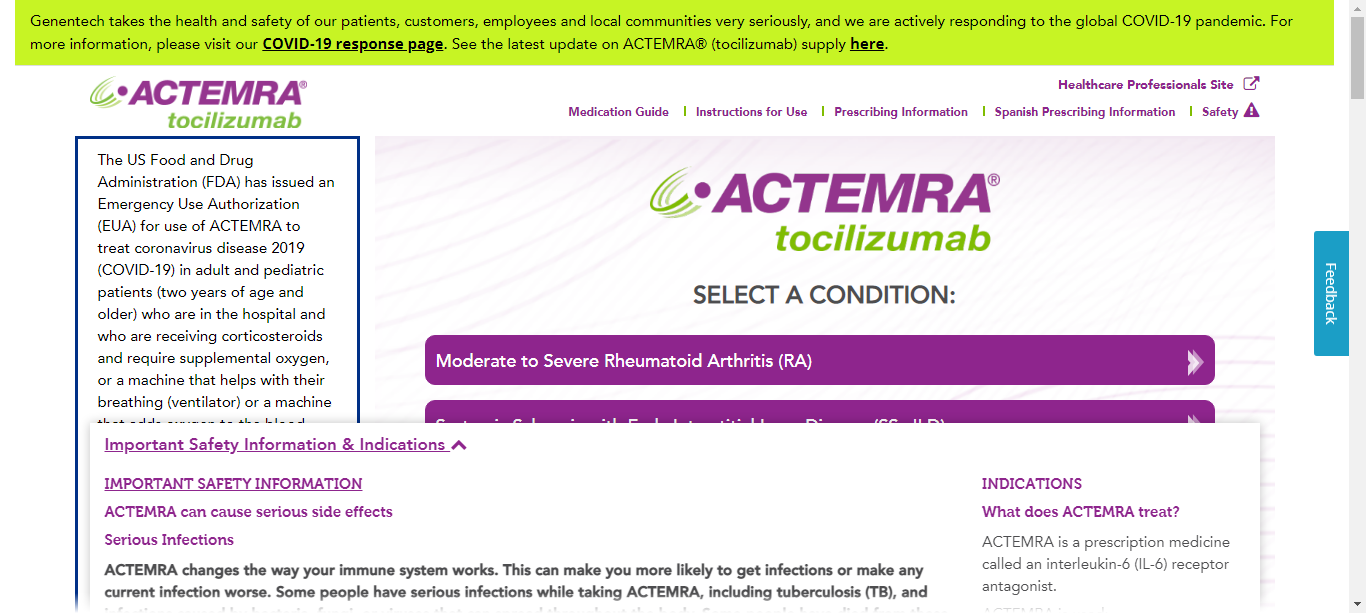 Genentech takes the health and safety of our patients, customers, employees and local communities very seriously, and we are actively responding to the global COVID-19 pandemic. For
more information, please visit our COVID-19 response page. See the latest update on ACTEMRA® (tocilizumab) supply here.
ACTEMRA®
tocilizumab
Healthcare Professionals Site
Medication Guide
Instructions for Use
Prescribing Information
Spanish Prescribing Information
Safety
The US Food and Drug
Administration (FDA) has issued an
Emergency Use Authorization
(EUA) for use of ACTEMRA to
treat coronavirus disease 2019
(COVID-19) in adult and pediatric
patients (two years of age and
older) who are in the hospital and
who are receiving corticosteroids
and require supplemental oxygen,
or a machine that helps with their
breathing (ventilator) or a machine
that adds oxygen to the blood
ACTEMRA®
tocilizumab
SELECT A CONDITION:
Moderate to Severe Rheumatoid Arthritis (RA)
Feedback
Important Safety Information & Indications
IMPORTANT SAFETY INFORMATION
ACTEMRA can cause serious side effects
Serious Infections
ACTEMRA changes the way your immune system works. This can make you more likely to get infections or make any
current infection worse. Some people have serious infections while taking ACTEMRA, including tuberculosis (TB), and
INDICATIONS
What does ACTEMRA treat?
ACTEMRA is a prescription medicine
called an interleukin-6 (IL-6) receptor
antagonist.